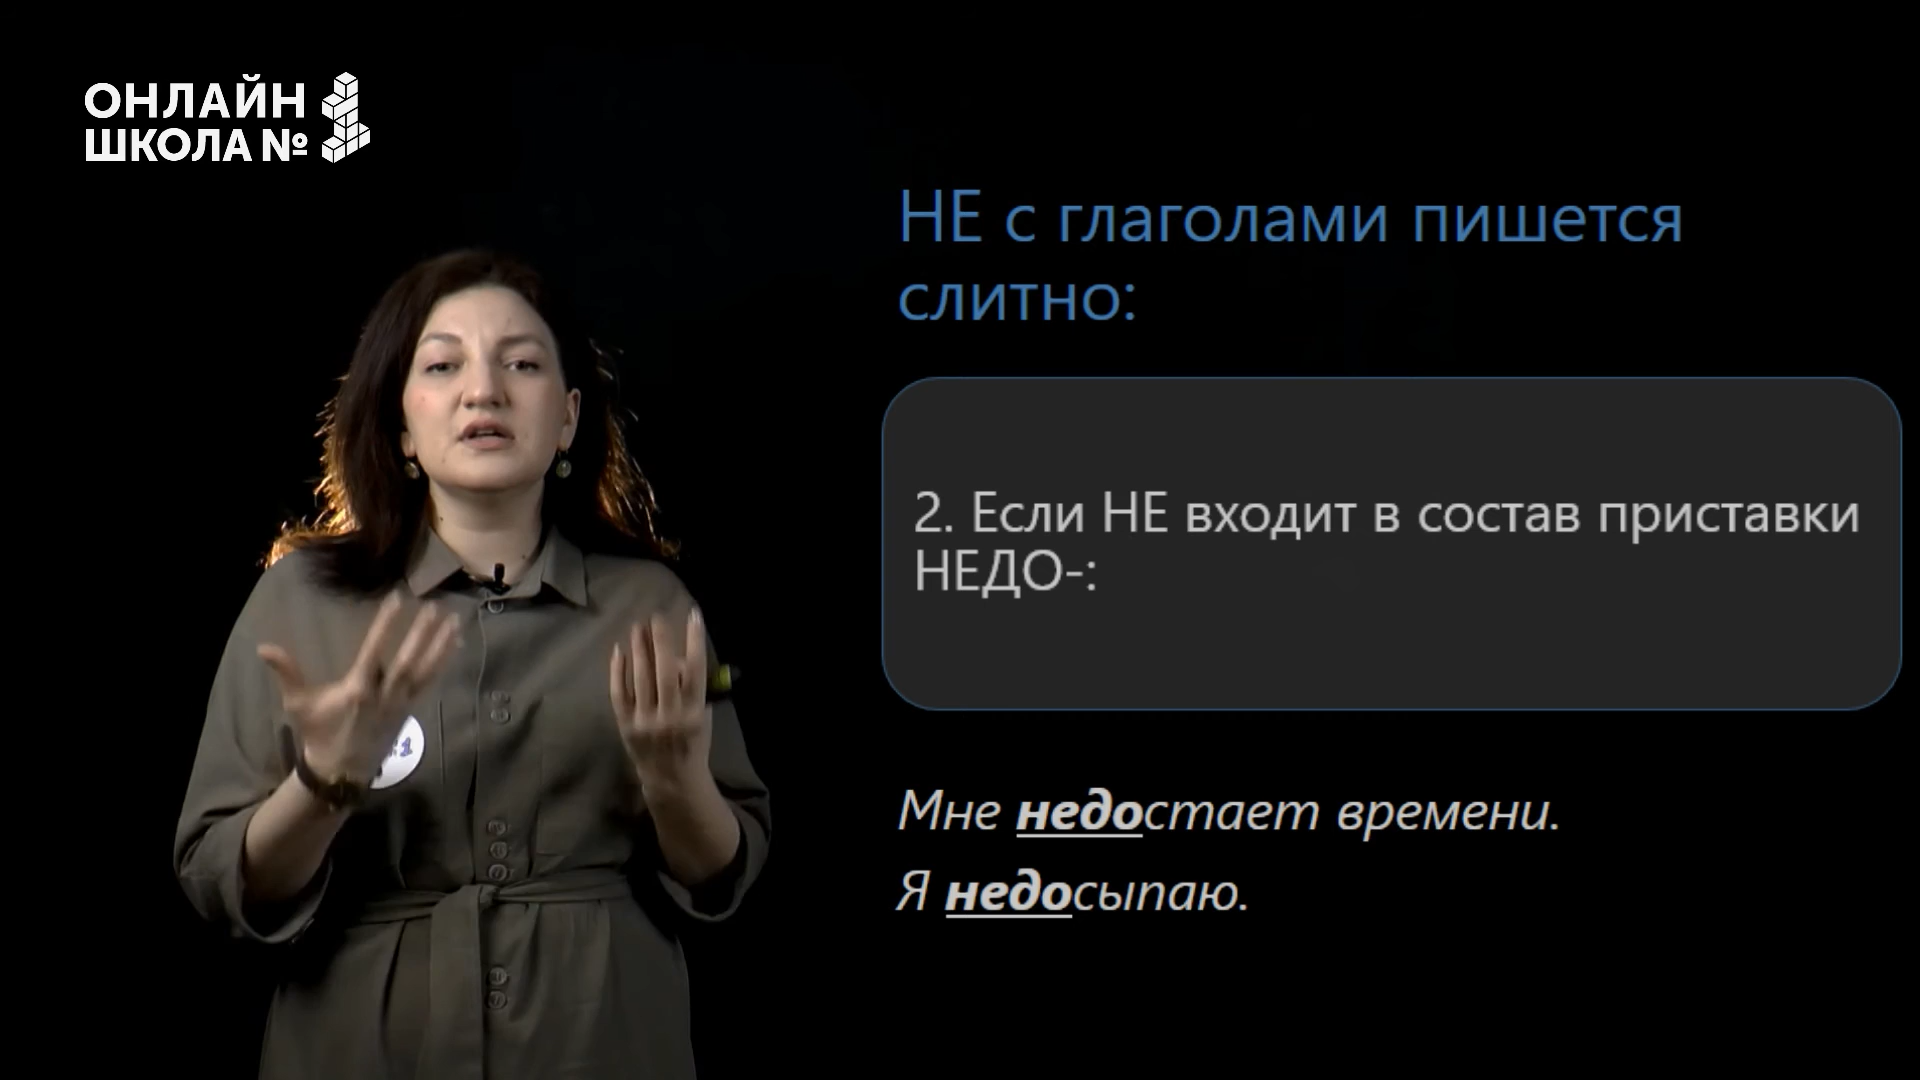 ОНЛАЙН
ШКОЛА №
НЕ с глаголами пишется
слитно:
2. Если НЕ входит в состав приставки
НЕДО-:
Мне недостает времени.
Я недосыпаю.